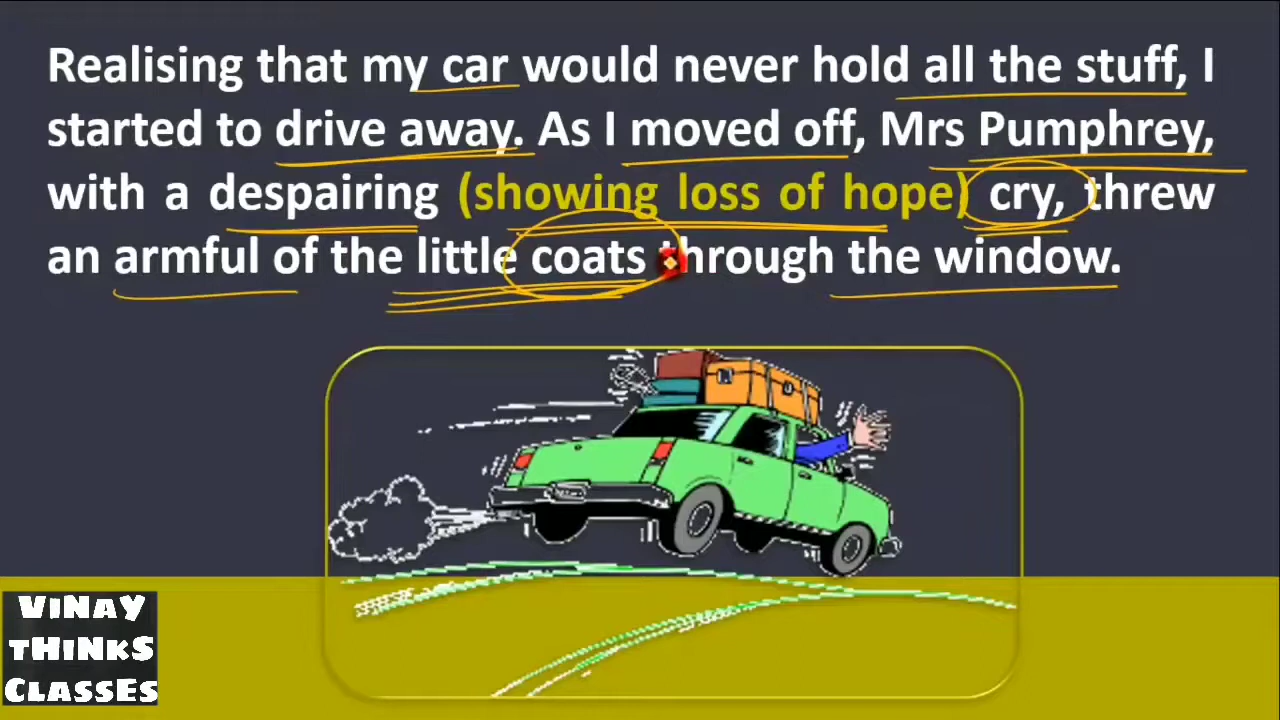 Realising that my car would never hold all the stuff, I
started to drive away. As I moved off, Mrs Pumphrey,
with a despairing (showing loss of hope) cry, threw
an armful of the little coats through the window.
ViNAY
THiNKS
CLASSES